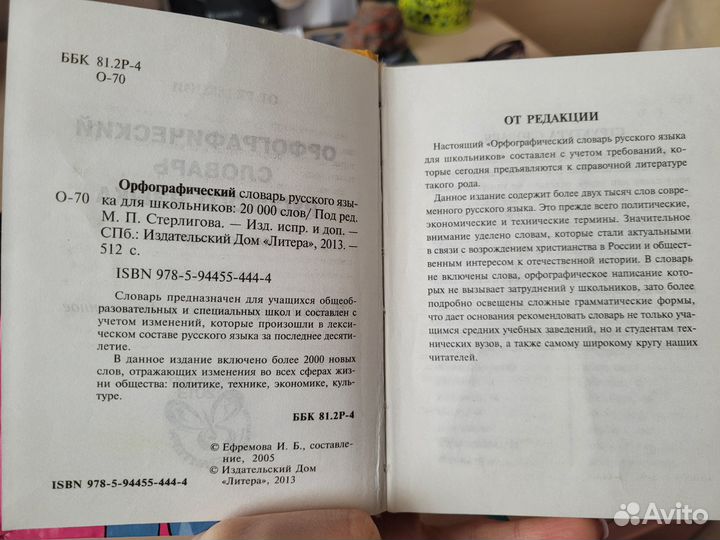 ББК 81.2Р-4
О-70
Орфографический словарь русского язы-
О-70 ка для школьников: 20 000 слов/ Под ред.
М. П. Стерлигова. — Изд. испр. и доп. —
СПб.: Издательский Дом «Литера», 2013. —
512 с.
ISBN 978-5-94455-444-4
Словарь предназначен для учащихся общеоб-
разовательных и специальных школ и составлен с
учетом изменений, которые произошли в лекси-
ческом составе русского языка за последнее десяти-
летие.
В данное издание включено более 2000 новых
слов, отражающих изменения во всех сферах жиз-
ни общества: политике, технике, экономике, куль-
туре.
ББК 81.2Р-4
© Ефремова И. Б., составле-
ние, 2005
© Издательский Дом
«Литера», 2013
ISBN 978-5-94455-444-4
ОТ РЕДАКЦИИ
Настоящий «Орфографический словарь русского языка
для школьников» составлен с учетом требований, ко-
торые сегодня предъявляются к справочной литературе
такого рода.
Данное издание содержит более двух тысяч слов совре-
менного русского языка. Это прежде всего политические,
экономические и технические термины. Значительное
внимание уделено словам, которые стали актуальными
в связи с возрождением христианства в России и общест-
венным интересом к отечественной истории. В словарь
не включены слова, орфографическое написание кото-
рых не вызывает затруднений у школьников, зато более
подробно освещены сложные грамматические формы,
что дает основания рекомендовать словарь не только уча-
щимся средних учебных заведений, но и студентам тех-
нических вузов, а также самому широкому кругу наших
читателей.
Avito